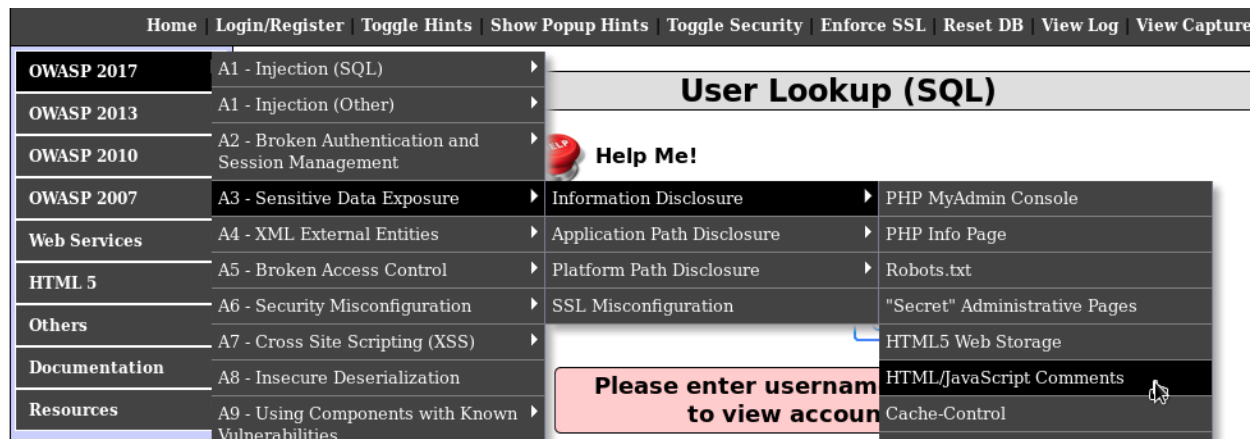 Home | Login/Register | Toggle Hints | Show Popup Hints | Toggle Security | Enforce SSL | Reset DB | View Log | View Capture
OWASP 2017
OWASP 2013
OWASP 2010
OWASP 2007
Web Services
HTML 5
Others
Documentation
Resources
A1 - Injection (SQL)
A1 - Injection (Other)
A2 - Broken Authentication and
Session Management
A3 - Sensitive Data Exposure
A4 - XML External Entities
A5 - Broken Access Control
A6 - Security Misconfiguration
A7 - Cross Site Scripting (XSS)
A8 - Insecure Deserialization
A9 - Using Components with Known
Vulnerabilities
Information Disclosure
Application Path Disclosure
Platform Path Disclosure
SSL Misconfiguration
PHP MyAdmin Console
PHP Info Page
Robots.txt
"Secret" Administrative Pages
HTML5 Web Storage
HTML/JavaScript Comments
Cache-Control
User Lookup (SQL)
HELP
Help Me!
Please enter usernam
to view accoun